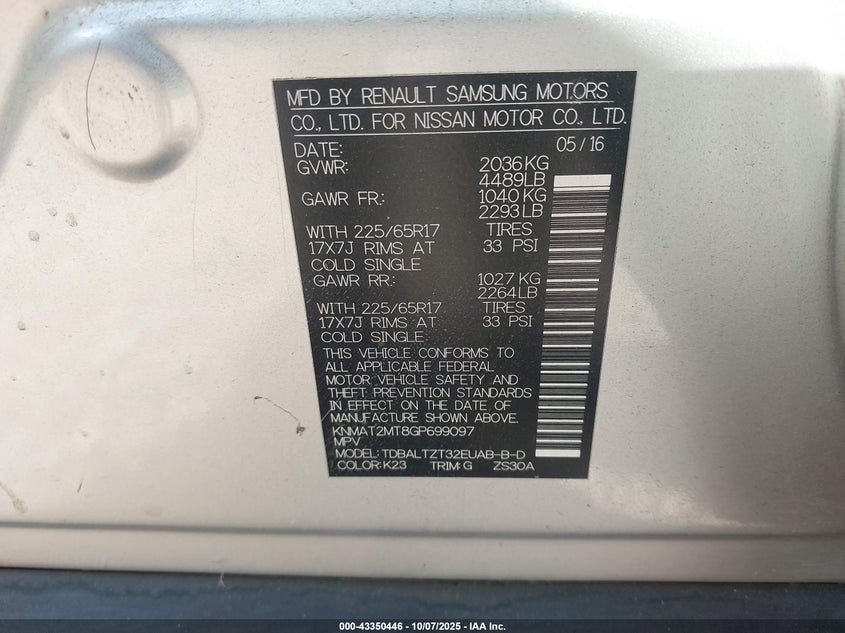 MFD BY RENAULT SAMSUNG MOTORS
CO., LTD. FOR NISSAN MOTOR CO., LTD.
DATE: 05/16
GVWR: 2036KG
4489LB
GAWR FR: 1040KG
2293LB
WITH 225/65R17 TIRES
17X7J RIMS AT 33 PSI
COLD SINGLE
GAWR RR: 1027KG
2264LB
WITH 225/65R17 TIRES
17X7J RIMS AT 33 PSI
COLD SINGLE
THIS VEHICLE CONFORMS TO
ALL APPLICABLE FEDERAL
MOTOR VEHICLE SAFETY AND
THEFT PREVENTION STANDARDS
IN EFFECT ON THE DATE OF
MANUFACTURE SHOWN ABOVE.
KNMAT2MT8GP699097
MPV
MODEL: TDBALTZT32EUAB-B-D
COLOR:K23 TRIM:G ZS30A
000-43350446 - 10/07/2025 - IAA Inc.